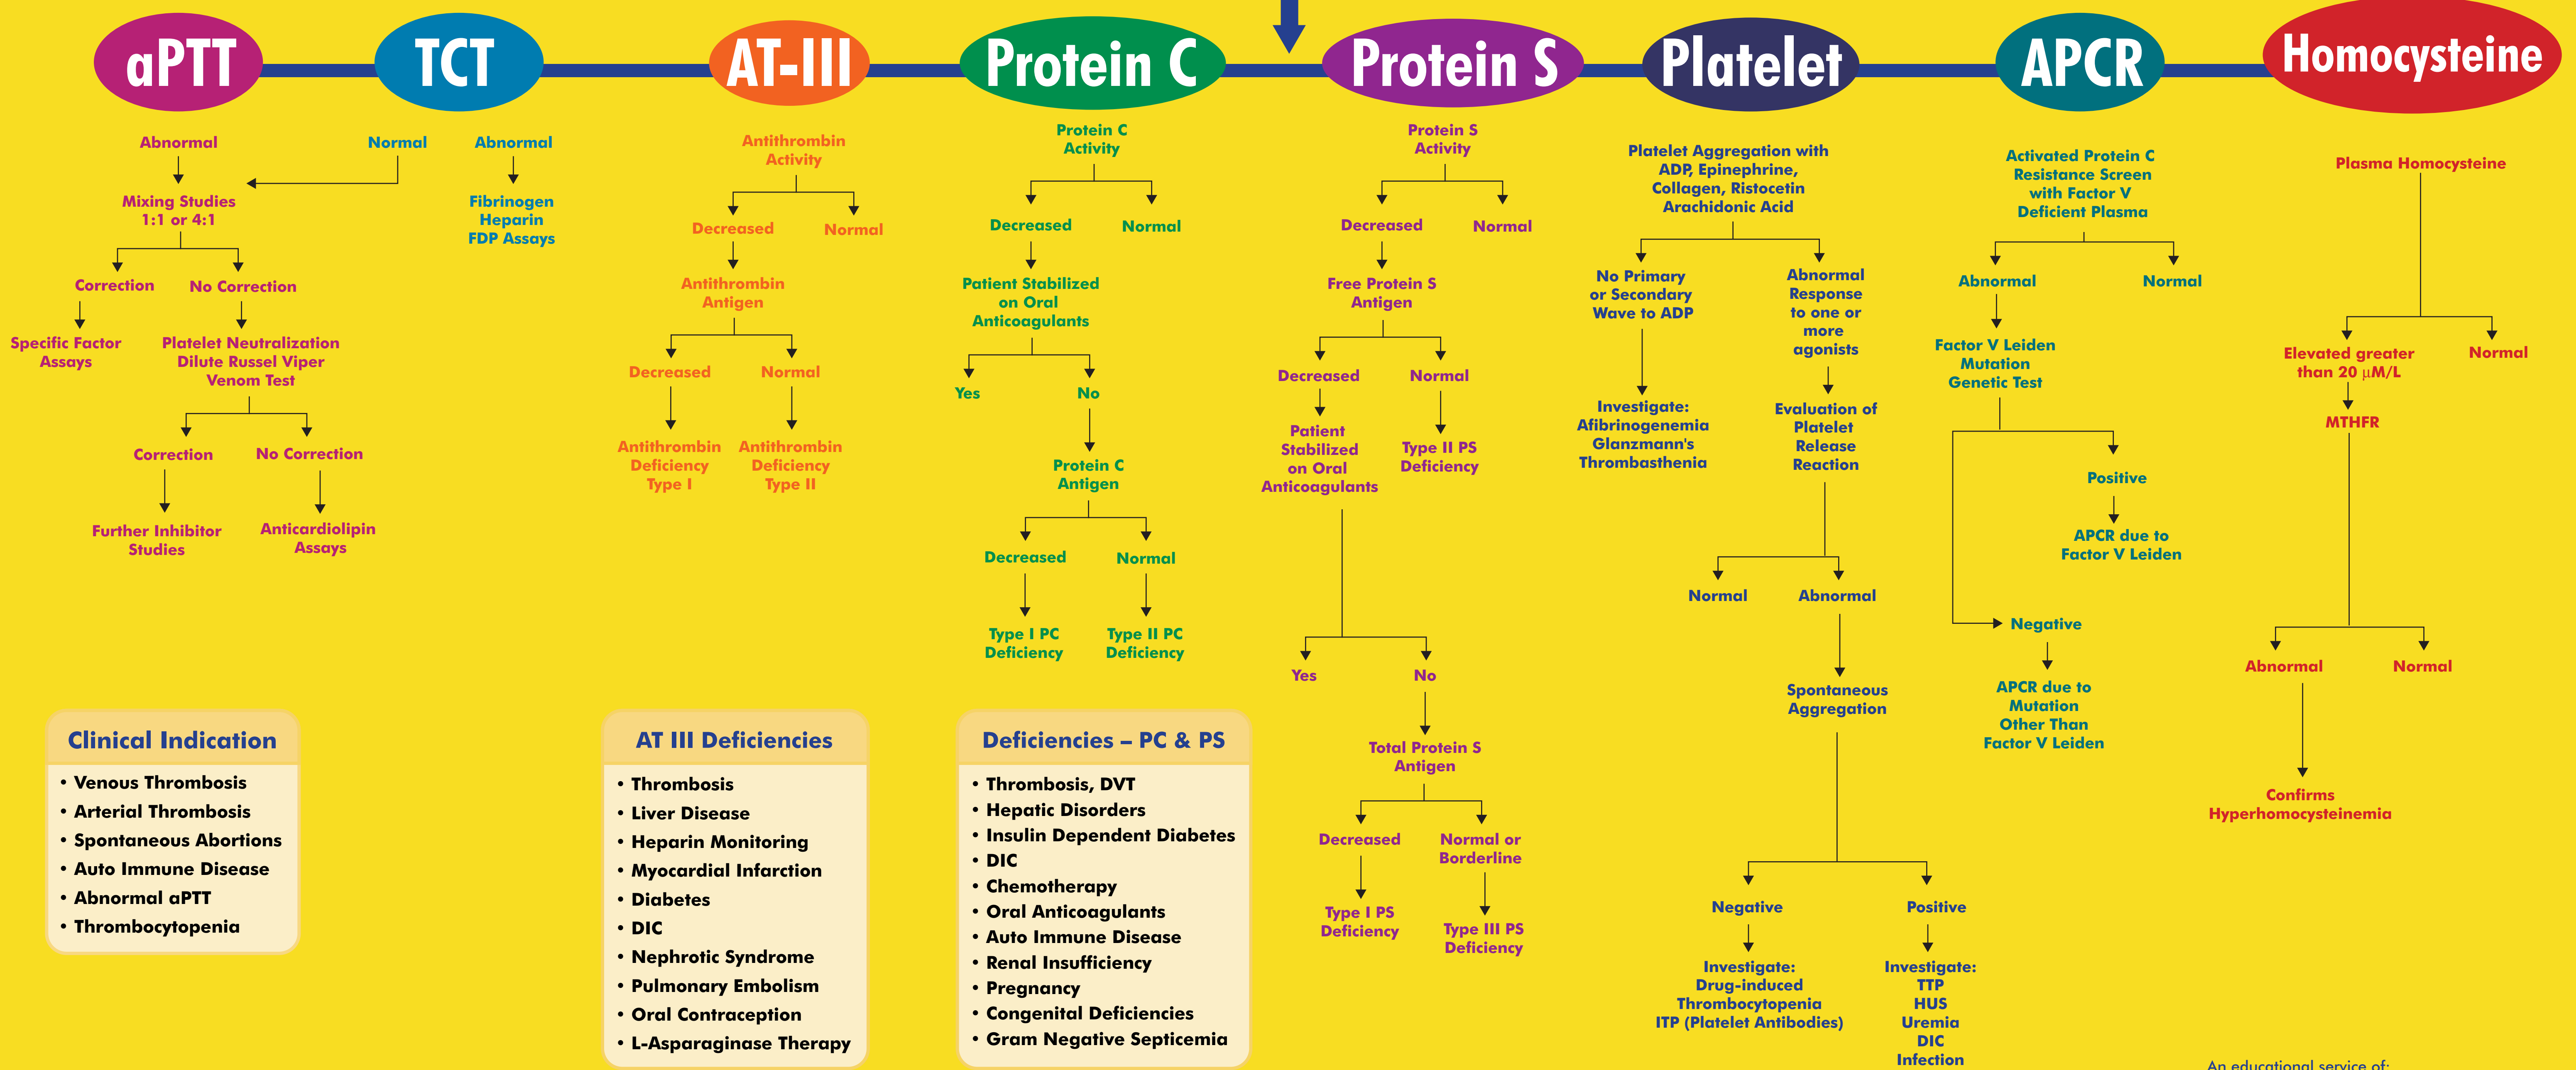 aPTT
TCT
AT-III
Protein C
Protein S
Platelet
APCR
Homocysteine
Abnormal
Normal
Mixing Studies
1:1 or 4:1
Correction
No Correction
Specific Factor
Assays
Platelet Neutralization
Dilute Russel Viper
Venom Test
Correction
No Correction
Further Inhibitor
Studies
Anticardiolipin
Assays
Abnormal
Fibrinogen
Heparin
FDP Assays
Antithrombin
Activity
Decreased
Normal
Antithrombin
Antigen
Decreased
Normal
Antithrombin
Deficiency
Type I
Antithrombin
Deficiency
Type II
Protein C
Activity
Decreased
Normal
Patient Stabilized
on Oral
Anticoagulants
Yes
No
Protein C
Antigen
Decreased
Normal
Type I PC
Deficiency
Type II PC
Deficiency
Protein S
Activity
Decreased
Normal
Free Protein S
Antigen
Decreased
Normal
Patient
Stabilized
on Oral
Anticoagulants
Type II PS
Deficiency
Yes
No
Total Protein S
Antigen
Decreased
Normal or
Borderline
Type I PS
Deficiency
Type III PS
Deficiency
Platelet Aggregation with
ADP, Epinephrine,
Collagen, Ristocetin
Arachidonic Acid
No Primary
or Secondary
Wave to ADP
Abnormal
Response
to one or
more
agonists
Investigate:
Afibrinogenemia
Glanzmann's
Thrombasthenia
Evaluation of
Platelet
Release
Reaction
Normal
Abnormal
Spontaneous
Aggregation
Negative
Positive
Investigate:
Drug-induced
Thrombocytopenia
ITP (Platelet Antibodies)
Investigate:
TTP
HUS
Uremia
DIC
Infection
Activated Protein C
Resistance Screen
with Factor V
Deficient Plasma
Abnormal
Normal
Factor V Leiden
Mutation
Genetic Test
Positive
APCR due to
Factor V Leiden
Negative
APCR due to
Mutation
Other Than
Factor V Leiden
Plasma Homocysteine
Elevated greater
than 20 µM/L
Normal
MTHFR
Abnormal
Normal
Confirms
Hyperhomocysteinemia
Clinical Indication
• Venous Thrombosis
• Arterial Thrombosis
• Spontaneous Abortions
• Auto Immune Disease
• Abnormal aPTT
• Thrombocytopenia
AT III Deficiencies
• Thrombosis
• Liver Disease
• Heparin Monitoring
• Myocardial Infarction
• Diabetes
• DIC
• Nephrotic Syndrome
• Pulmonary Embolism
• Oral Contraception
• L-Asparaginase Therapy
Deficiencies – PC & PS
• Thrombosis, DVT
• Hepatic Disorders
• Insulin Dependent Diabetes
• DIC
• Chemotherapy
• Oral Anticoagulants
• Auto Immune Disease
• Renal Insufficiency
• Pregnancy
• Congenital Deficiencies
• Gram Negative Septicemia
An educational service of: